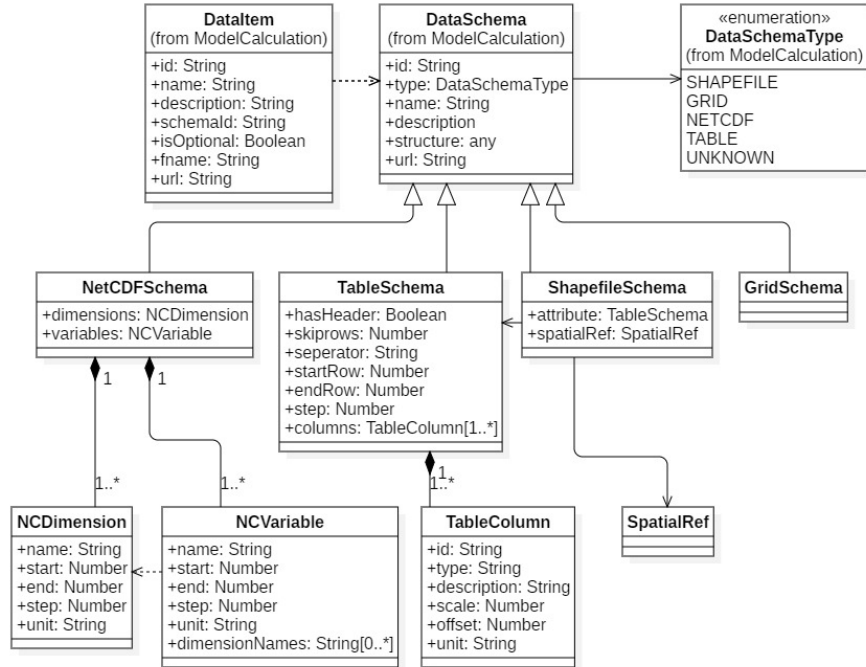 DataItem
(from ModelCalculation)
+id: String
+name: String
+description: String
+schemaId: String
+isOptional: Boolean
+fname: String
+url: String
DataSchema
(from ModelCalculation)
+id: String
+type: DataSchemaType
+name: String
+description
+structure: any
+url: String
«enumeration»
DataSchemaType
(from ModelCalculation)
SHAPEFILE
GRID
NETCDF
TABLE
UNKNOWN
NetCDFSchema
+dimensions: NCDimension
+variables: NCVariable
TableSchema
+hasHeader: Boolean
+skiprows: Number
+seperator: String
+startRow: Number
+endRow: Number
+step: Number
+columns: TableColumn[1..*]
ShapefileSchema
+attribute: TableSchema
+spatialRef: SpatialRef
GridSchema
1
1
1
1..*
1..*
1..*
NCDimension
+name: String
+start: Number
+end: Number
+step: Number
+unit: String
NCVariable
+name: String
+start: Number
+end: Number
+step: Number
+unit: String
+dimensionNames: String[0..*]
TableColumn
+id: String
+type: String
+description: String
+scale: Number
+offset: Number
+unit: String
SpatialRef